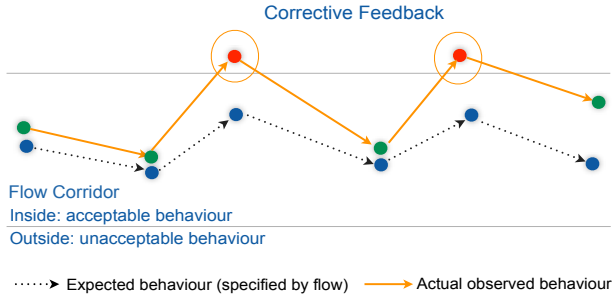 Corrective Feedback
Flow Corridor
Inside: acceptable behaviour
Outside: unacceptable behaviour
Expected behaviour (specified by flow)
Actual observed behaviour